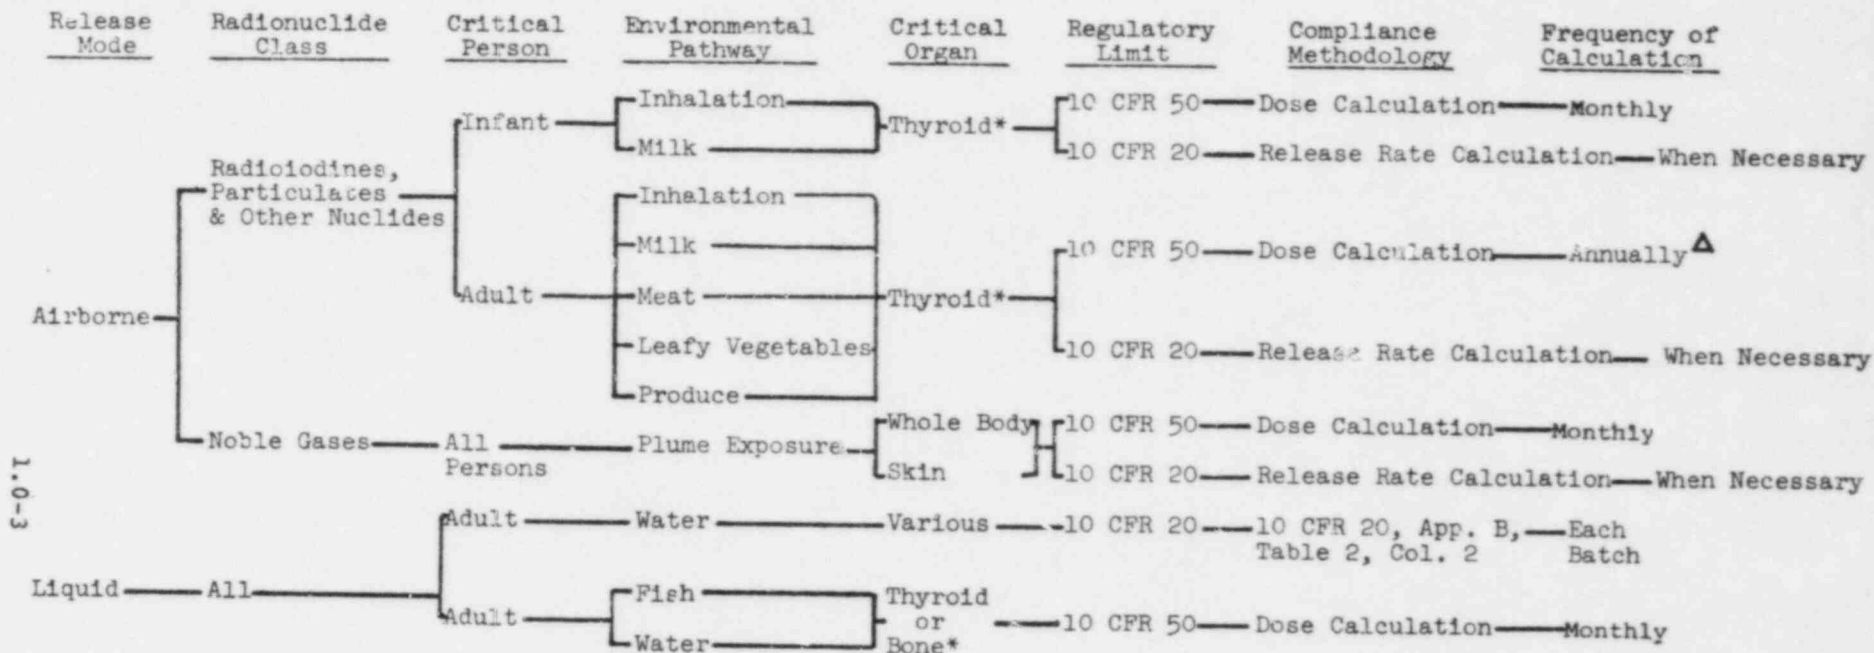 Release Mode
Radionuclide Class
Critical Person
Environmental Pathway
Critical Organ
Regulatory Limit
Compliance Methodology
Frequency of Calculation
Inhalation
10 CFR 50
Dose Calculation
Monthly
Infant
Thyroid*
Milk
10 CFR 20
Release Rate Calculation
When Necessary
Radioiodines,
Particulates
& Other Nuclides
Inhalation
Milk
10 CFR 50
Dose Calculation
Annually Δ
Adult
Meat
Thyroid*
Airborne
Leafy Vegetables
10 CFR 20
Release Rate Calculation
When Necessary
Produce
Whole Body
10 CFR 50
Dose Calculation
Monthly
Noble Gases
All
Persons
Plume Exposure
Skin
10 CFR 20
Release Rate Calculation
When Necessary
1.0-3
Adult
Water
Various
10 CFR 20
10 CFR 20, App. B,
Table 2, Col. 2
Each
Batch
Liquid
All
Fish
Thyroid
or
Bone*
Adult
10 CFR 50
Dose Calculation
Monthly
Water